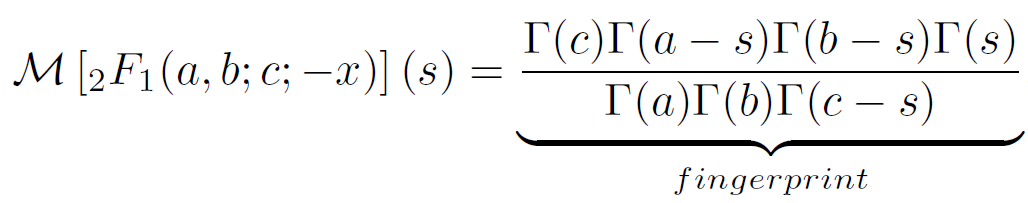 ℳ [₂F₁(a, b; c; −x)] (s) = Γ(c)Γ(a − s)Γ(b − s)Γ(s) / Γ(a)Γ(b)Γ(c − s)
fingerprint